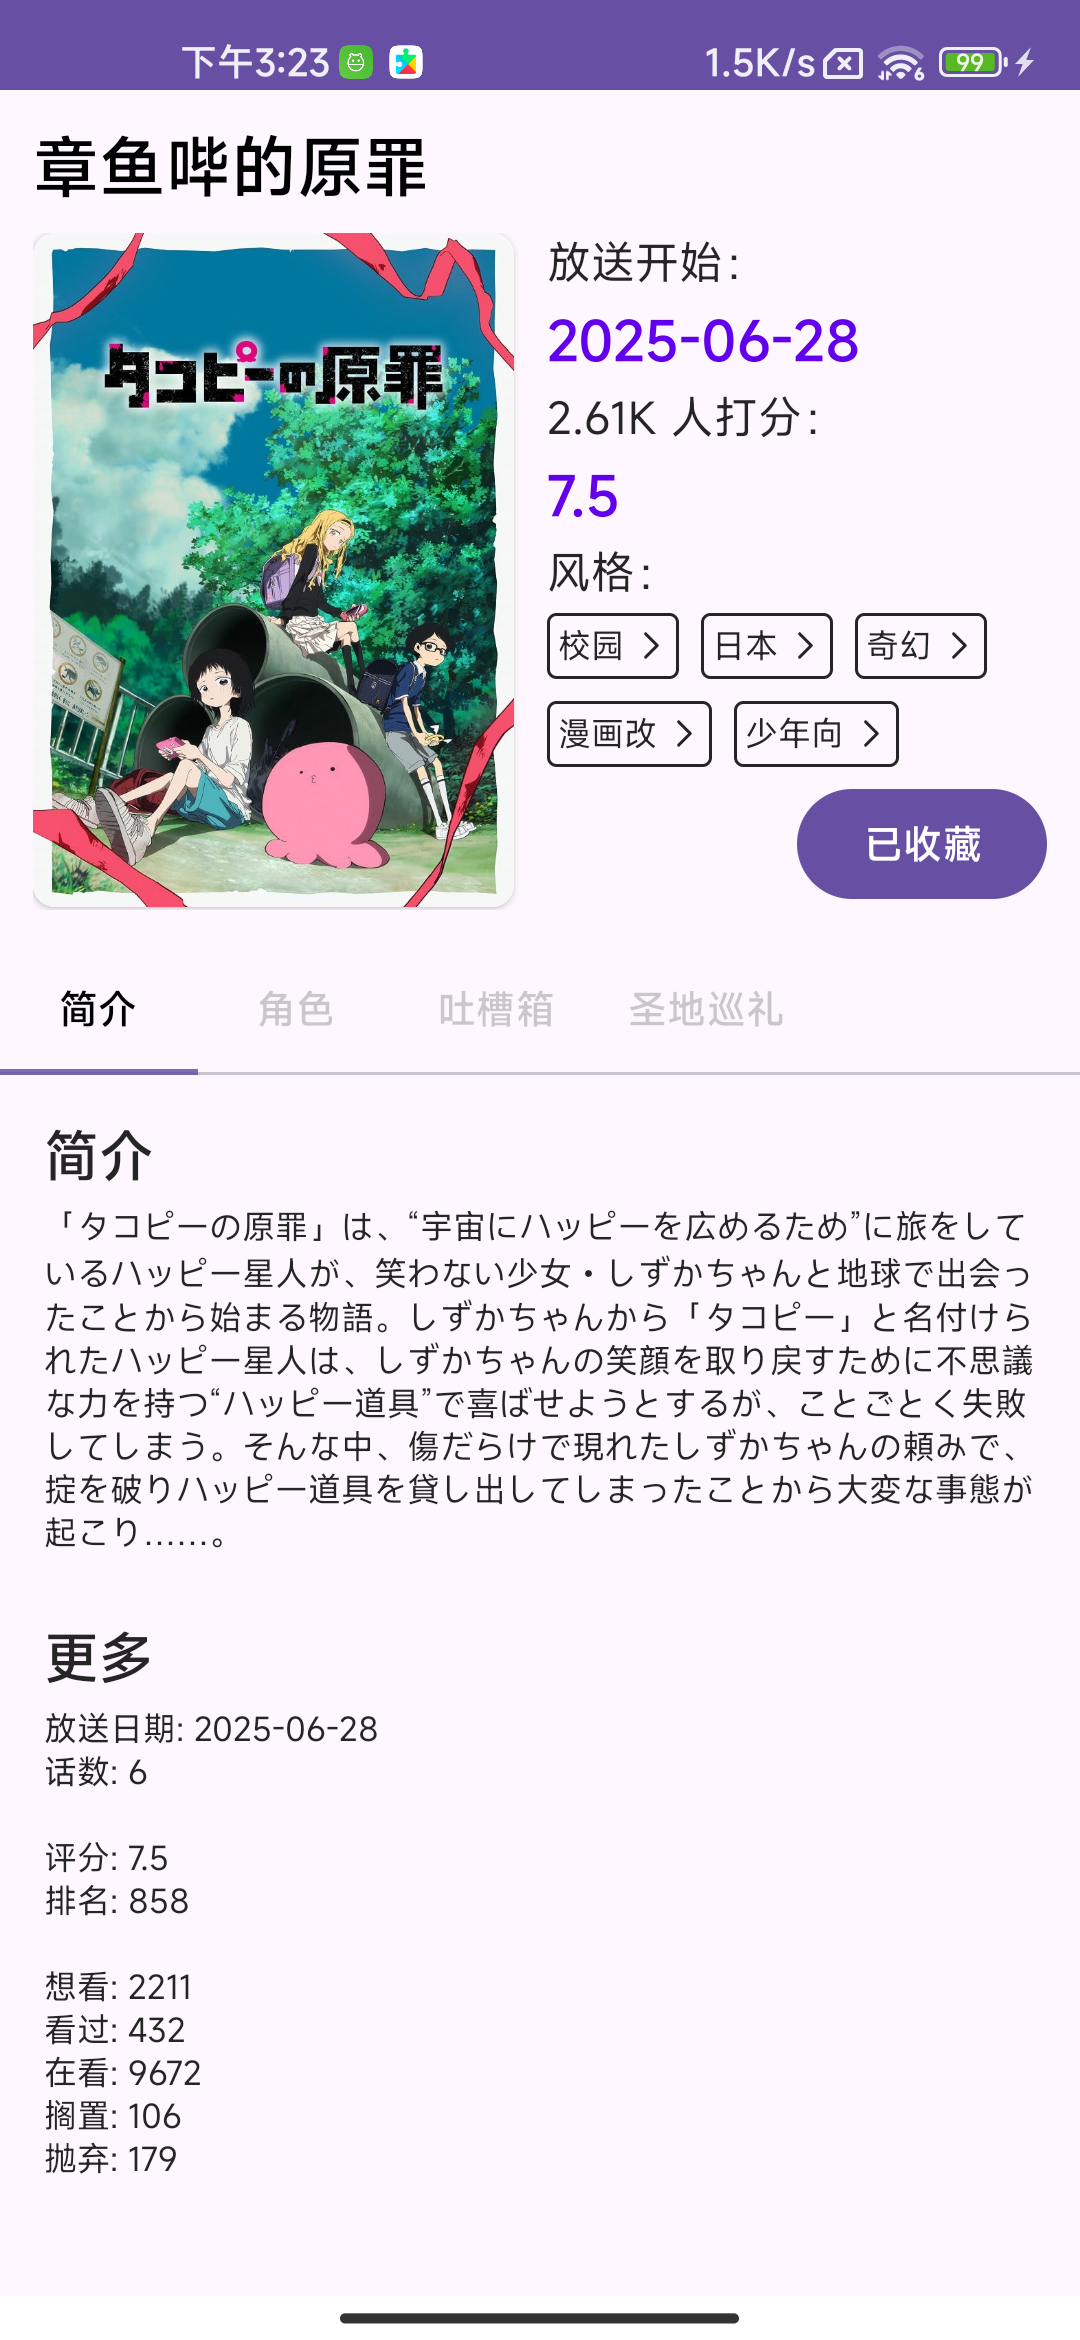 下午3:23
1.5K/s
6
99
章鱼哔的原罪
タコピーの原罪
放送开始：
2025-06-28
2.61K 人打分：
7.5
风格：
校园
日本
奇幻
漫画改
少年向
已收藏
简介
角色
吐槽箱
圣地巡礼
简介
「タコピーの原罪」は、“宇宙にハッピーを広めるため”に旅をして
いるハッピー星人が、笑わない少女・しずかちゃんと地球で出会っ
たことから始まる物語。しずかちゃんから「タコピー」と名付けら
れたハッピー星人は、しずかちゃんの笑顔を取り戻すために不思議
な力を持つ“ハッピー道具”で喜ばせようとするが、ことごとく失敗
してしまう。そんな中、傷だらけで現れたしずかちゃんの頼みで、
掟を破りハッピー道具を貸し出してしまったことから大変な事態が
起こり……。
更多
放送日期: 2025-06-28
话数: 6
评分: 7.5
排名: 858
想看: 2211
看过: 432
在看: 9672
搁置: 106
抛弃: 179